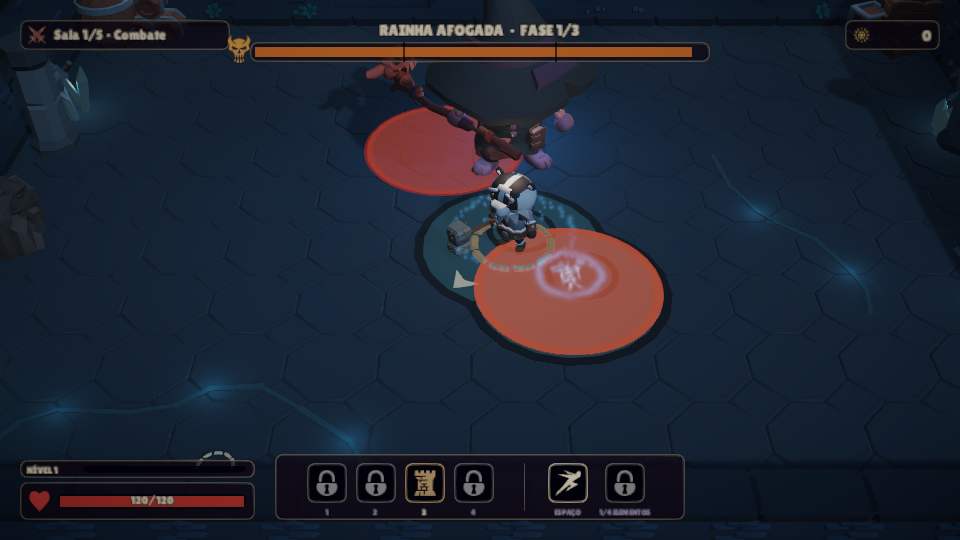 Sala 1/5 - Combate
RAINHA AFOGADA - FASE 1/3
0
NÍVEL 1
120/120
1
2
3
4
ESPAÇO
1/4 ELEMENTOS